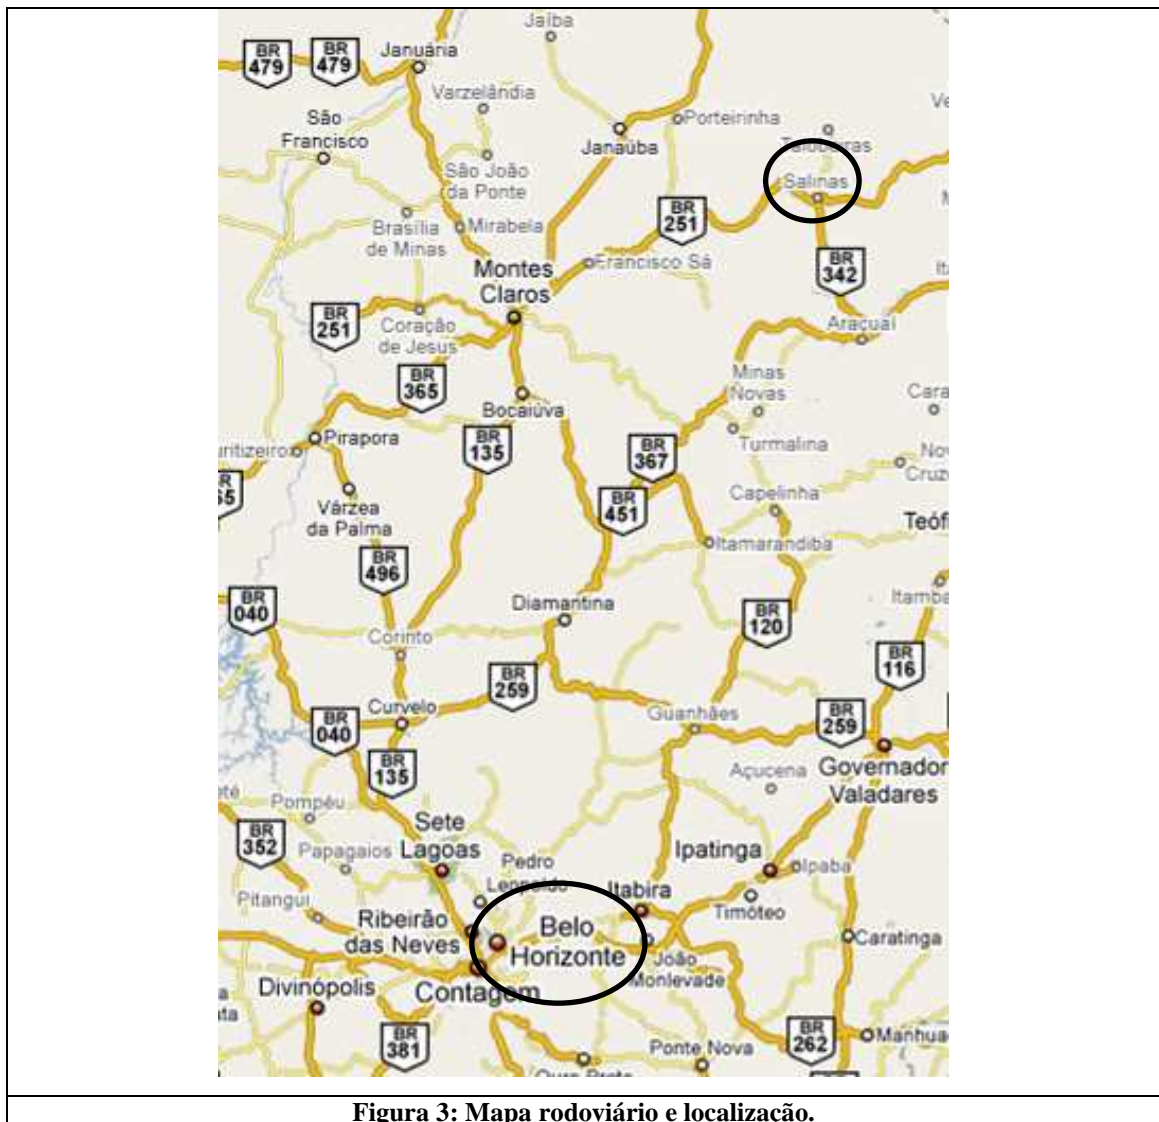 Jaíba
BR
479
BR
479
Januária
Varzelândia
São
Francisco
Porteirinha
Janaúba
Taiobeiras
São João
da Ponte
Salinas
BR
251
Brasília
de Minas
Mirabela
Montes
Claros
Francisco Sá
BR
342
BR
251
Coração
de Jesus
Araçuaí
BR
365
Minas
Novas
Bocaiúva
Pirapora
BR
135
BR
367
Turmalina
Várzea
da Palma
BR
451
Capelinha
Itamarandiba
BR
496
BR
040
Diamantina
BR
120
Corinto
BR
116
BR
259
Curvelo
BR
040
Guanhães
BR
259
BR
135
Açucena
Governador
Valadares
Pompéu
Sete
Lagoas
BR
352
Papagaios
Pedro
Leopoldo
Ipatinga
Ipaba
Pitangui
Itabira
Timóteo
Ribeirão
das Neves
Belo
Horizonte
Caratinga
João
Monlevade
Divinópolis
Contagem
BR
381
BR
262
Manhua
Ponte Nova
Ouro Preto
Figura 3: Mapa rodoviário e localização.